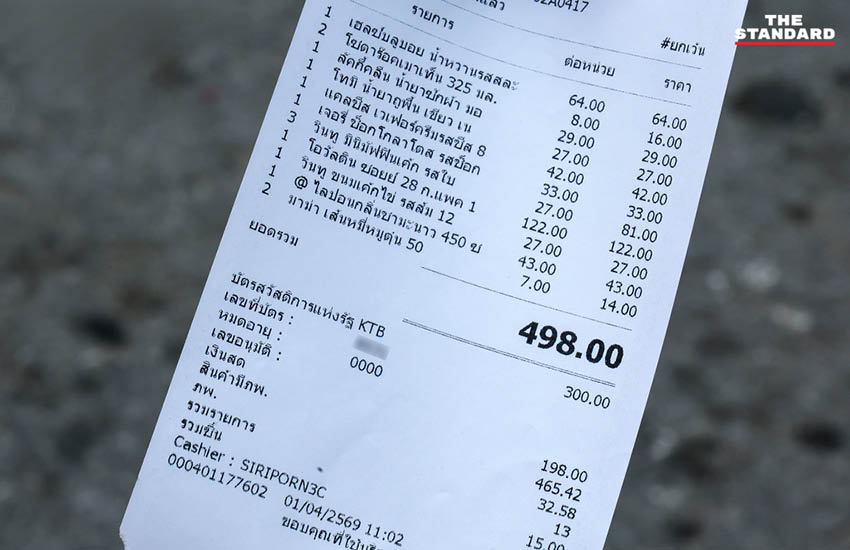 THE
STANDARD
52A0417
#ยกเว้น
รายการ ต่อหน่วย ราคา
1 เฮลซ์บลูบอย น้ำหวานรสสละ 64.00 64.00
2 โซดาร็อคเมาเท็น 325 มล. 8.00 16.00
1 ลัคกี้คลีน น้ำยาซักผ้า มอ 29.00 29.00
1 โทมิ น้ำยาถูพื้น เขียว เน 27.00 27.00
1 แคลบีส เวเฟอร์ครีมรสบีส 8 42.00 42.00
1 เจอรี่ ช็อกโกลาโตส รสช็อก 33.00 33.00
3 วินทู มินิมัฟฟินเค้ก รสใบ 27.00 81.00
1 โอวัลติน ซอยย์ 28 ก.แพค 1 122.00 122.00
1 วินทู ขนมเค้กไข่ รสส้ม 12 27.00 27.00
1 @ ไลปอนกลิ่นชามะนาว 450 ซ 43.00 43.00
2 มาม่า เส้นหมี่หมูตุ๋น 50 7.00 14.00
ยอดรวม 498.00
บัตรสวัสดิการแห่งรัฐ KTB 300.00
เลขที่บัตร :
หมดอายุ : 0000
เลขอนุมัติ :
เงินสด 198.00
สินค้ามีภพ. 465.42
ภพ. 32.58
รวมรายการ 13
รวมชิ้น 15.00
Cashier : SIRIPORN3C
000401177602 01/04/2569 11:02
ขอบคุณที่ใช้บริ